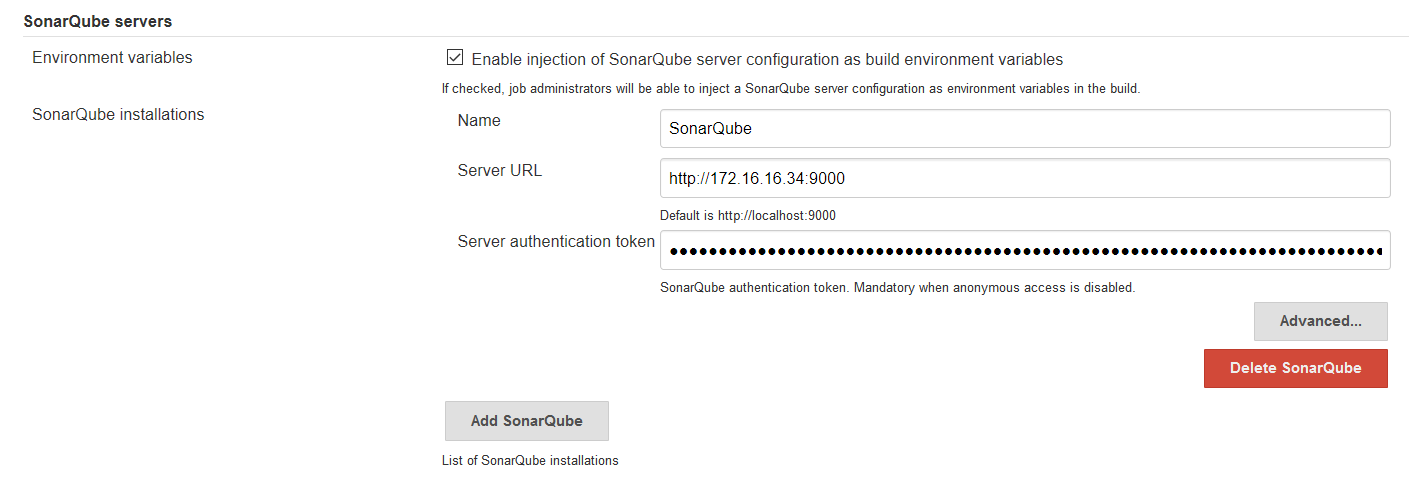 SonarQube servers
Environment variables
Enable injection of SonarQube server configuration as build environment variables
If checked, job administrators will be able to inject a SonarQube server configuration as environment variables in the build.
SonarQube installations
Name
SonarQube
Server URL
http://172.16.16.34:9000
Default is http://localhost:9000
Server authentication token
SonarQube authentication token. Mandatory when anonymous access is disabled.
Advanced...
Delete SonarQube
Add SonarQube
List of SonarQube installations